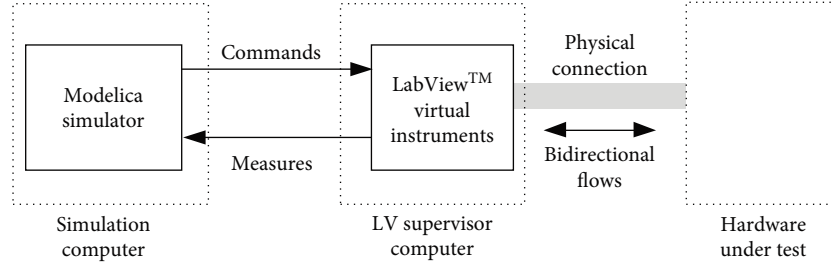 Commands
Physical
connection
Modelica
simulator
LabView™
virtual
instruments
Measures
Bidirectional
flows
Simulation
computer
LV supervisor
computer
Hardware
under test